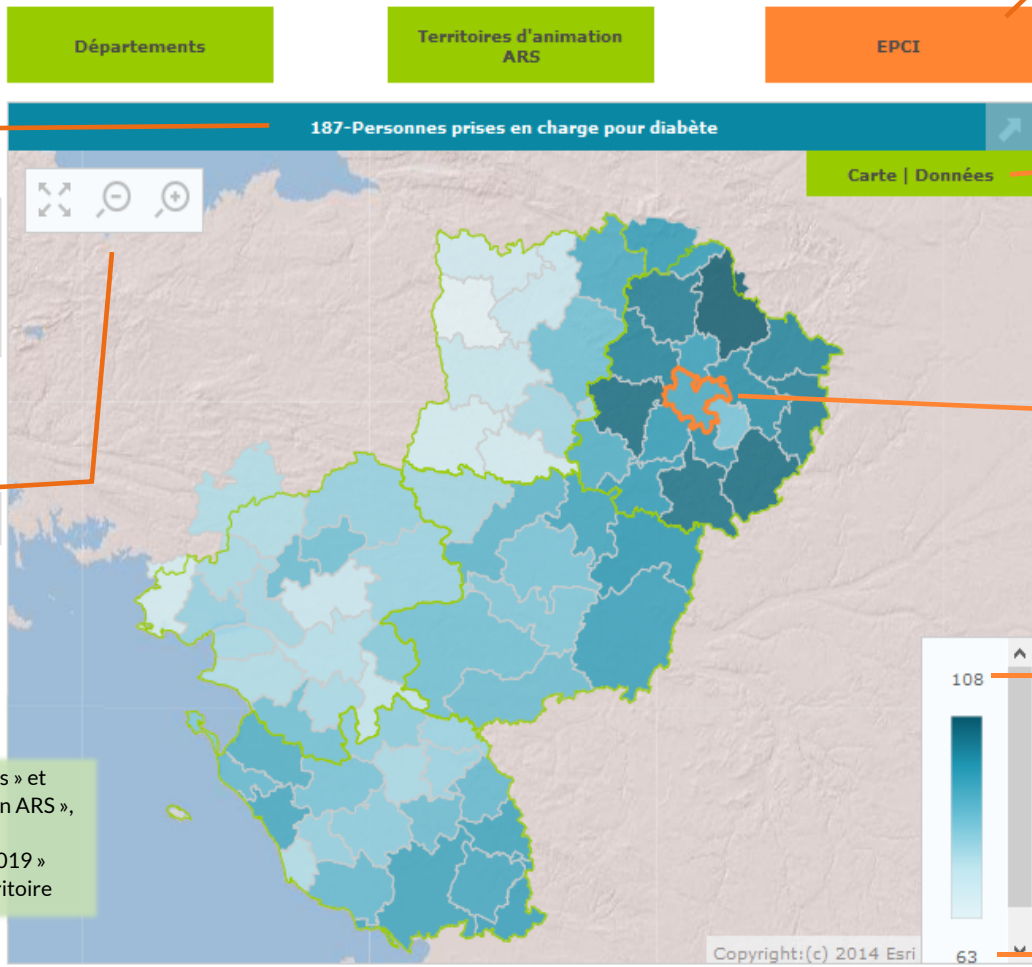 Départements
Territoires d'animation
ARS
EPCI
187-Personnes prises en charge pour diabète
Carte | Données
108
63
s » et
n ARS »,
019 »
ritoire
Copyright:(c) 2014 Esri